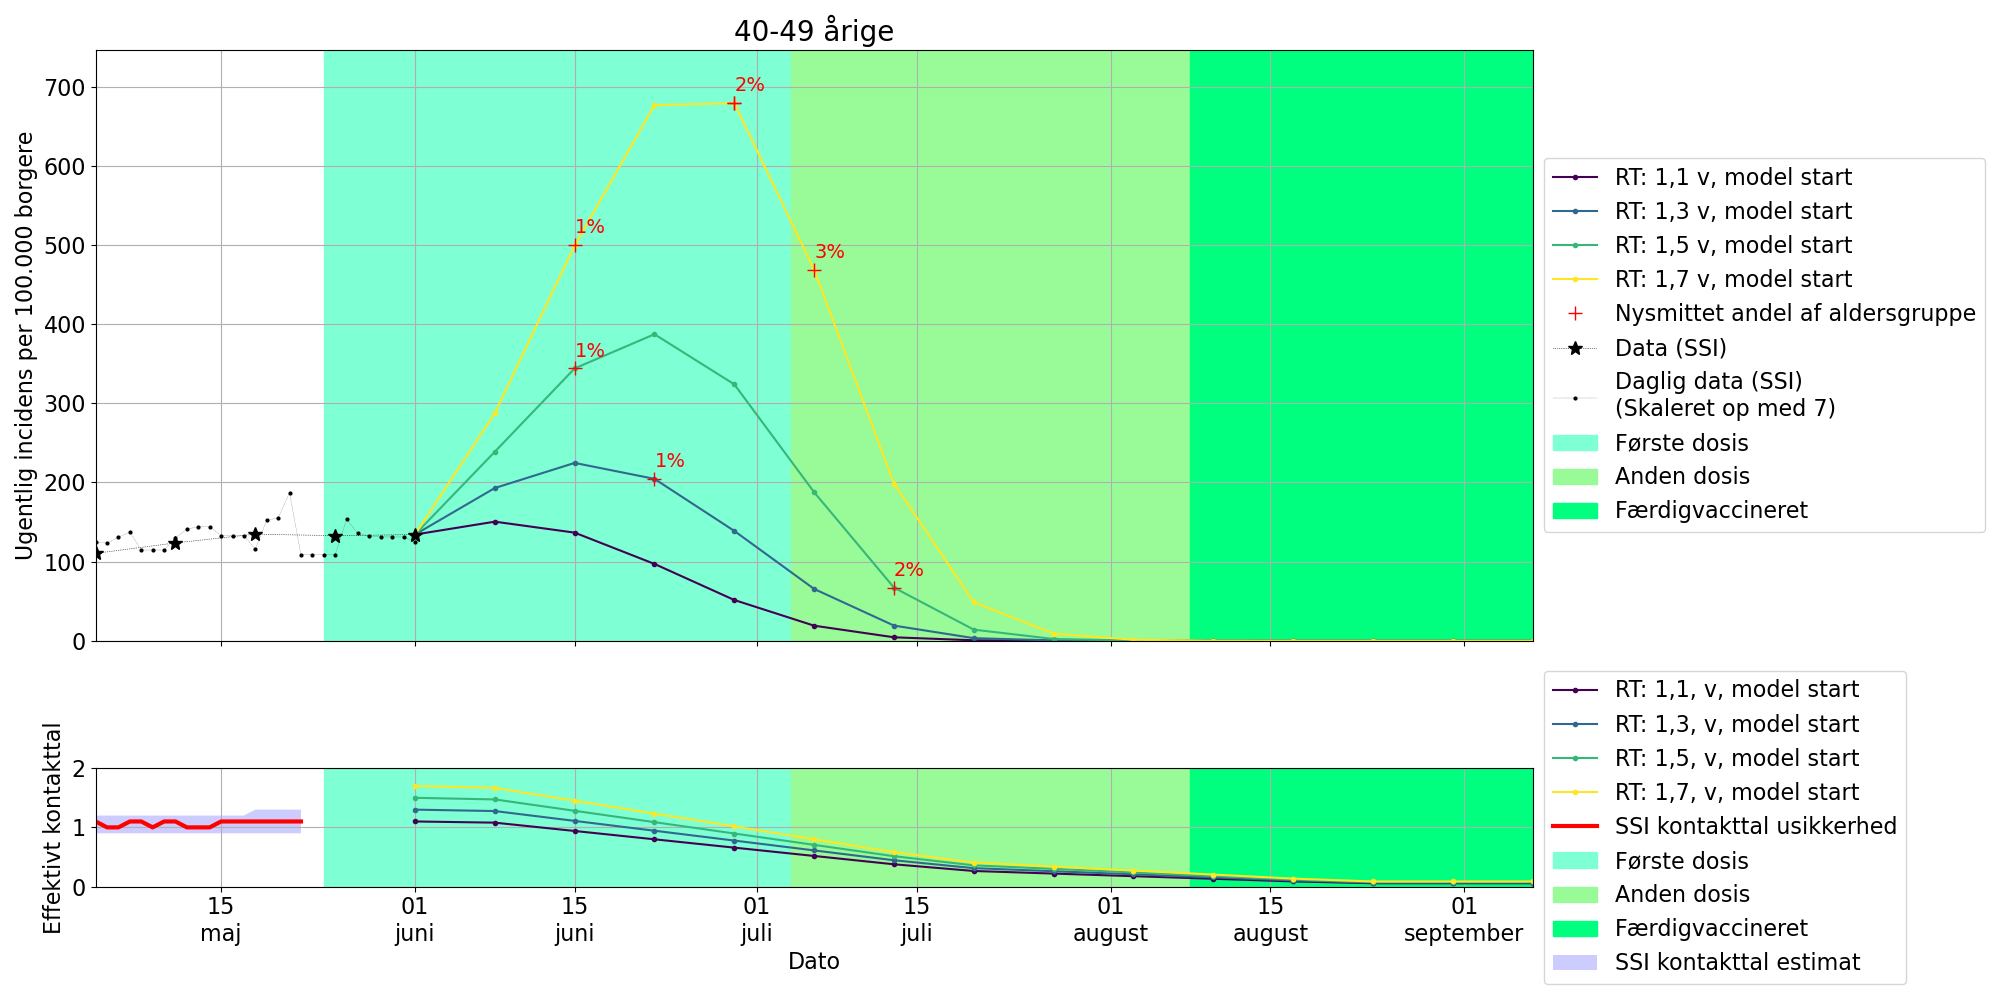 40-49 årige
Ugentlig incidens per 100.000 borgere
700
600
500
400
300
200
100
0
2%
1%
3%
1%
1%
2%
RT: 1,1 v, model start
RT: 1,3 v, model start
RT: 1,5 v, model start
RT: 1,7 v, model start
Nysmittet andel af aldersgruppe
Data (SSI)
Daglig data (SSI)
(Skaleret op med 7)
Første dosis
Anden dosis
Færdigvaccineret
Effektivt kontakttal
2
1
0
15
maj
01
juni
15
juni
01
juli
15
juli
01
august
15
august
01
september
Dato
RT: 1,1, v, model start
RT: 1,3, v, model start
RT: 1,5, v, model start
RT: 1,7, v, model start
SSI kontakttal usikkerhed
Første dosis
Anden dosis
Færdigvaccineret
SSI kontakttal estimat